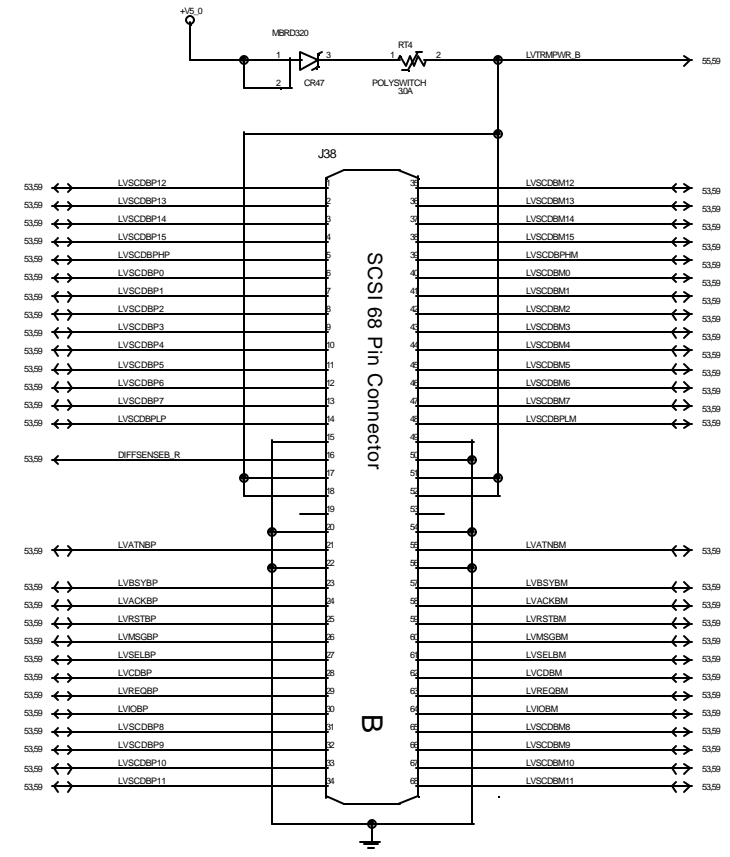 +V5_0
MBRD320
1 3
2
CR47
RT4
1 2
POLYSWITCH
3.0A
LVTRMPWR_B
55,59
J38
SCSI 68 Pin Connector
B
53,59 LVSCDBP12 1 35 LVSCDBM12 53,59
53,59 LVSCDBP13 2 36 LVSCDBM13 53,59
53,59 LVSCDBP14 3 37 LVSCDBM14 53,59
53,59 LVSCDBP15 4 38 LVSCDBM15 53,59
53,59 LVSCDBPHP 5 39 LVSCDBPHM 53,59
53,59 LVSCDBP0 6 40 LVSCDBM0 53,59
53,59 LVSCDBP1 7 41 LVSCDBM1 53,59
53,59 LVSCDBP2 8 42 LVSCDBM2 53,59
53,59 LVSCDBP3 9 43 LVSCDBM3 53,59
53,59 LVSCDBP4 10 44 LVSCDBM4 53,59
53,59 LVSCDBP5 11 45 LVSCDBM5 53,59
53,59 LVSCDBP6 12 46 LVSCDBM6 53,59
53,59 LVSCDBP7 13 47 LVSCDBM7 53,59
53,59 LVSCDBPLP 14 48 LVSCDBPLM 53,59
15 49
53,59 DIFFSENSEB_R 16 50
17 51
18 52
19 53
20 54
53,59 LVATNBP 21 55 LVATNBM 53,59
22 56
53,59 LVBSYBP 23 57 LVBSYBM 53,59
53,59 LVACKBP 24 58 LVACKBM 53,59
53,59 LVRSTBP 25 59 LVRSTBM 53,59
53,59 LVMSGBP 26 60 LVMSGBM 53,59
53,59 LVSELBP 27 61 LVSELBM 53,59
53,59 LVCDBP 28 62 LVCDBM 53,59
53,59 LVREQBP 29 63 LVREQBM 53,59
53,59 LVIOBP 30 64 LVIOBM 53,59
53,59 LVSCDBP8 31 65 LVSCDBM8 53,59
53,59 LVSCDBP9 32 66 LVSCDBM9 53,59
53,59 LVSCDBP10 33 67 LVSCDBM10 53,59
53,59 LVSCDBP11 34 68 LVSCDBM11 53,59